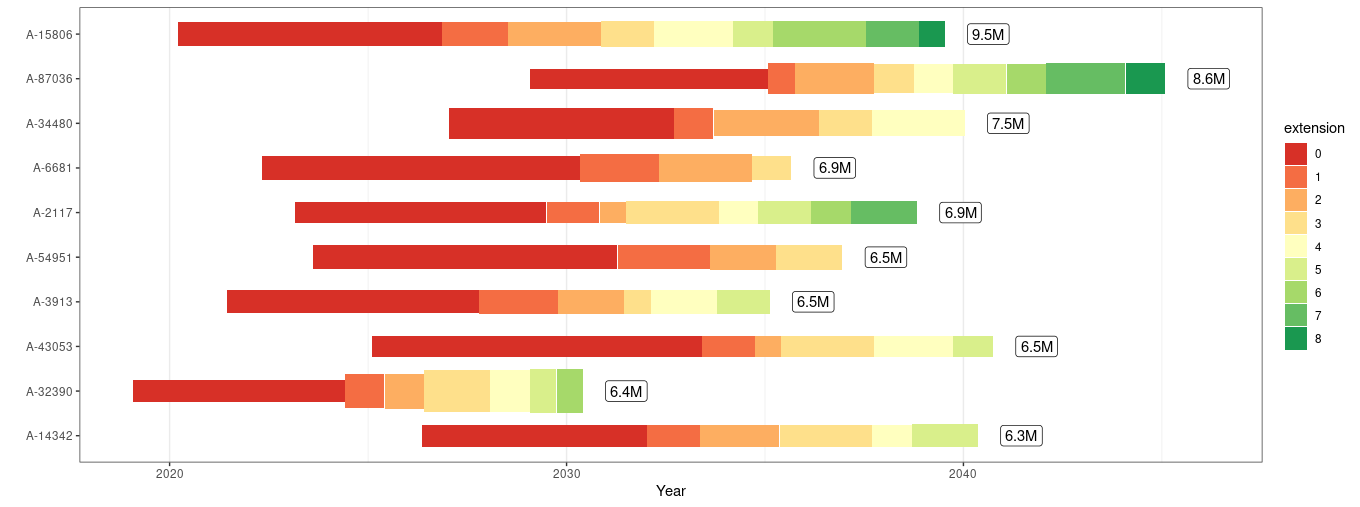 A-15806 9.5M
A-87036 8.6M
A-34480 7.5M
A-6681 6.9M
A-2117 6.9M
A-54951 6.5M
A-3913 6.5M
A-43053 6.5M
A-32390 6.4M
A-14342 6.3M
2020 2030 2040
Year
extension
0
1
2
3
4
5
6
7
8